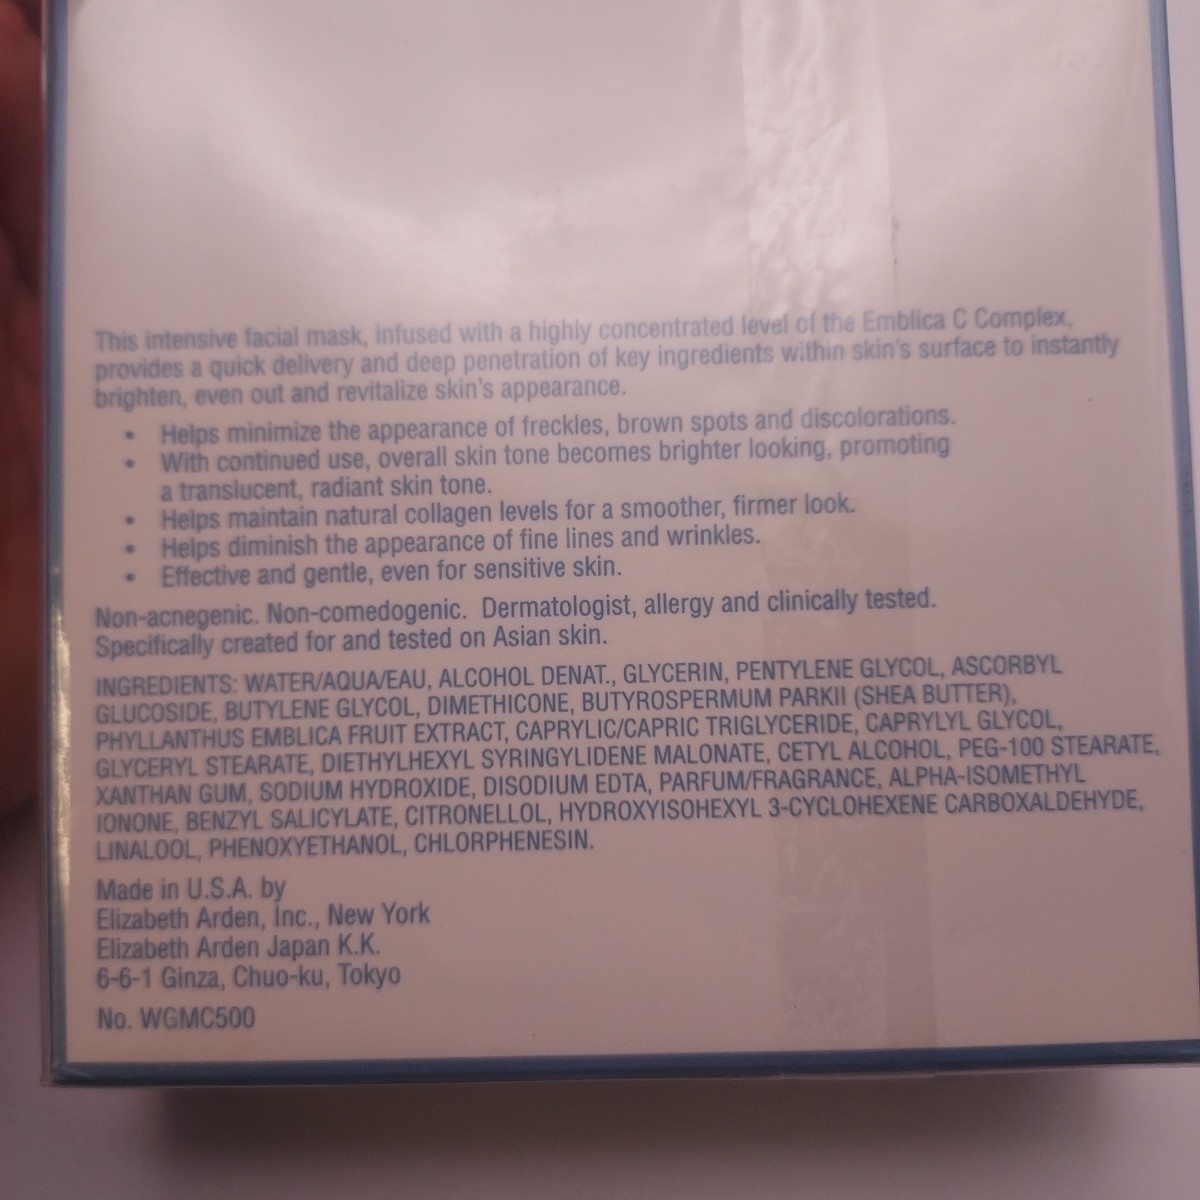 This intensive facial mask, infused with a highly concentrated level of the Emblica C Complex,
provides a quick delivery and deep penetration of key ingredients within skin's surface to instantly
brighten, even out and revitalize skin's appearance.
• Helps minimize the appearance of freckles, brown spots and discolorations.
• With continued use, overall skin tone becomes brighter looking, promoting
a translucent, radiant skin tone.
• Helps maintain natural collagen levels for a smoother, firmer look.
• Helps diminish the appearance of fine lines and wrinkles.
• Effective and gentle, even for sensitive skin.
Non-acnegenic. Non-comedogenic. Dermatologist, allergy and clinically tested.
Specifically created for and tested on Asian skin.
INGREDIENTS: WATER/AQUA/EAU, ALCOHOL DENAT., GLYCERIN, PENTYLENE GLYCOL, ASCORBYL
GLUCOSIDE, BUTYLENE GLYCOL, DIMETHICONE, BUTYROSPERMUM PARKII (SHEA BUTTER),
PHYLLANTHUS EMBLICA FRUIT EXTRACT, CAPRYLIC/CAPRIC TRIGLYCERIDE, CAPRYLYL GLYCOL,
GLYCERYL STEARATE, DIETHYLHEXYL SYRINGYLIDENE MALONATE, CETYL ALCOHOL, PEG-100 STEARATE,
XANTHAN GUM, SODIUM HYDROXIDE, DISODIUM EDTA, PARFUM/FRAGRANCE, ALPHA-ISOMETHYL
IONONE, BENZYL SALICYLATE, CITRONELLOL, HYDROXYISOHEXYL 3-CYCLOHEXENE CARBOXALDEHYDE,
LINALOOL, PHENOXYETHANOL, CHLORPHENESIN.
Made in U.S.A. by
Elizabeth Arden, Inc., New York
Elizabeth Arden Japan K.K.
6-6-1 Ginza, Chuo-ku, Tokyo
No. WGMC500